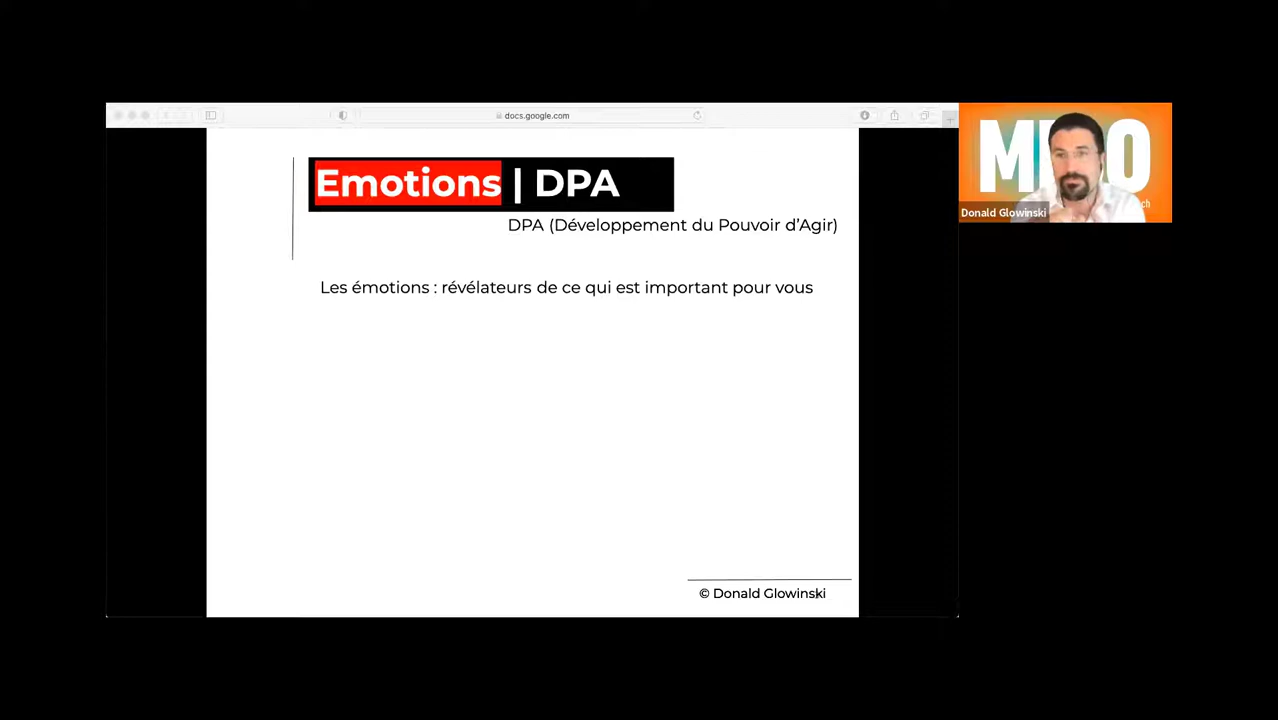 docs.google.com
Emotions | DPA
DPA (Développement du Pouvoir d'Agir)
Les émotions : révélateurs de ce qui est important pour vous
© Donald Glowinski
Donald Glowinski